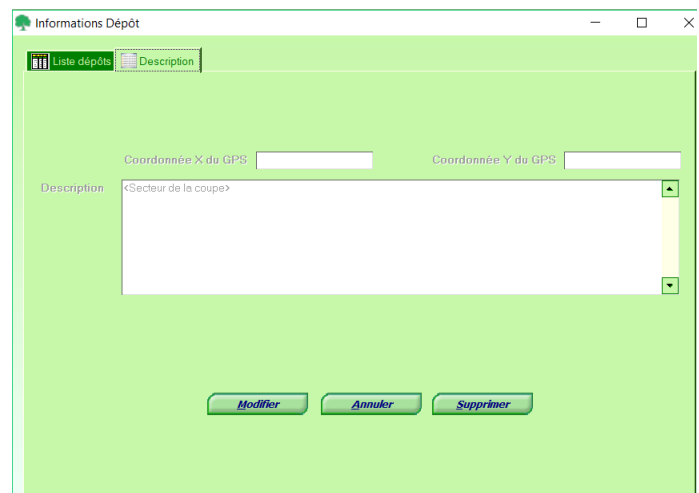 Informations Dépôt
Liste dépôts Description
Coordonnée X du GPS Coordonnée Y du GPS
Description <Secteur de la coupe>
Modifier Annuler Supprimer